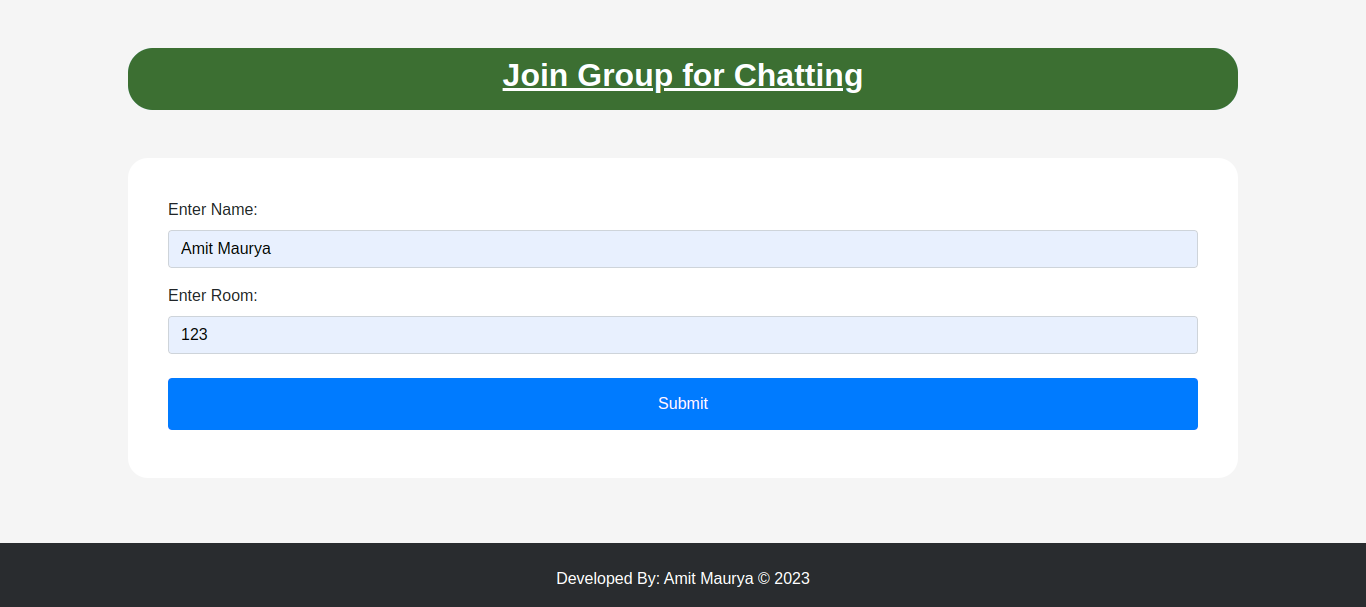 Join Group for Chatting
Enter Name:
Amit Maurya
Enter Room:
123
Submit
Developed By: Amit Maurya © 2023